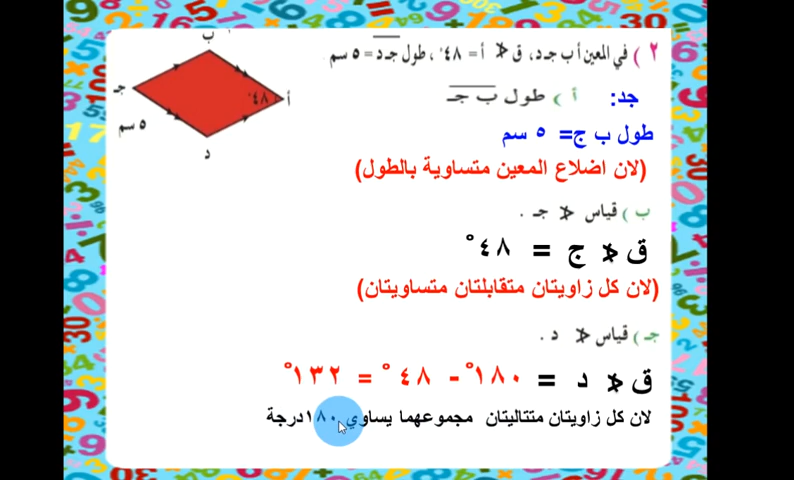 ٢ ) في المعين أ ب جـ د، ق ∢ أ = ٤٨°، طول جـ د = ٥ سم
جد: أ ) طول ب جـ
طول ب ج= ٥ سم
(لان اضلاع المعين متساوية بالطول)
ب ) قياس ∢ جـ .
ق ∢ ج = ٤٨°
(لان كل زاويتان متقابلتان متساويتان)
جـ ) قياس ∢ د .
ق ∢ د = ١٨٠° - ٤٨° = ١٣٢°
لان كل زاويتان متتاليتان مجموعهما يساوي ١٨٠درجة
ب
جـ
أ
٤٨°
٥ سم
د